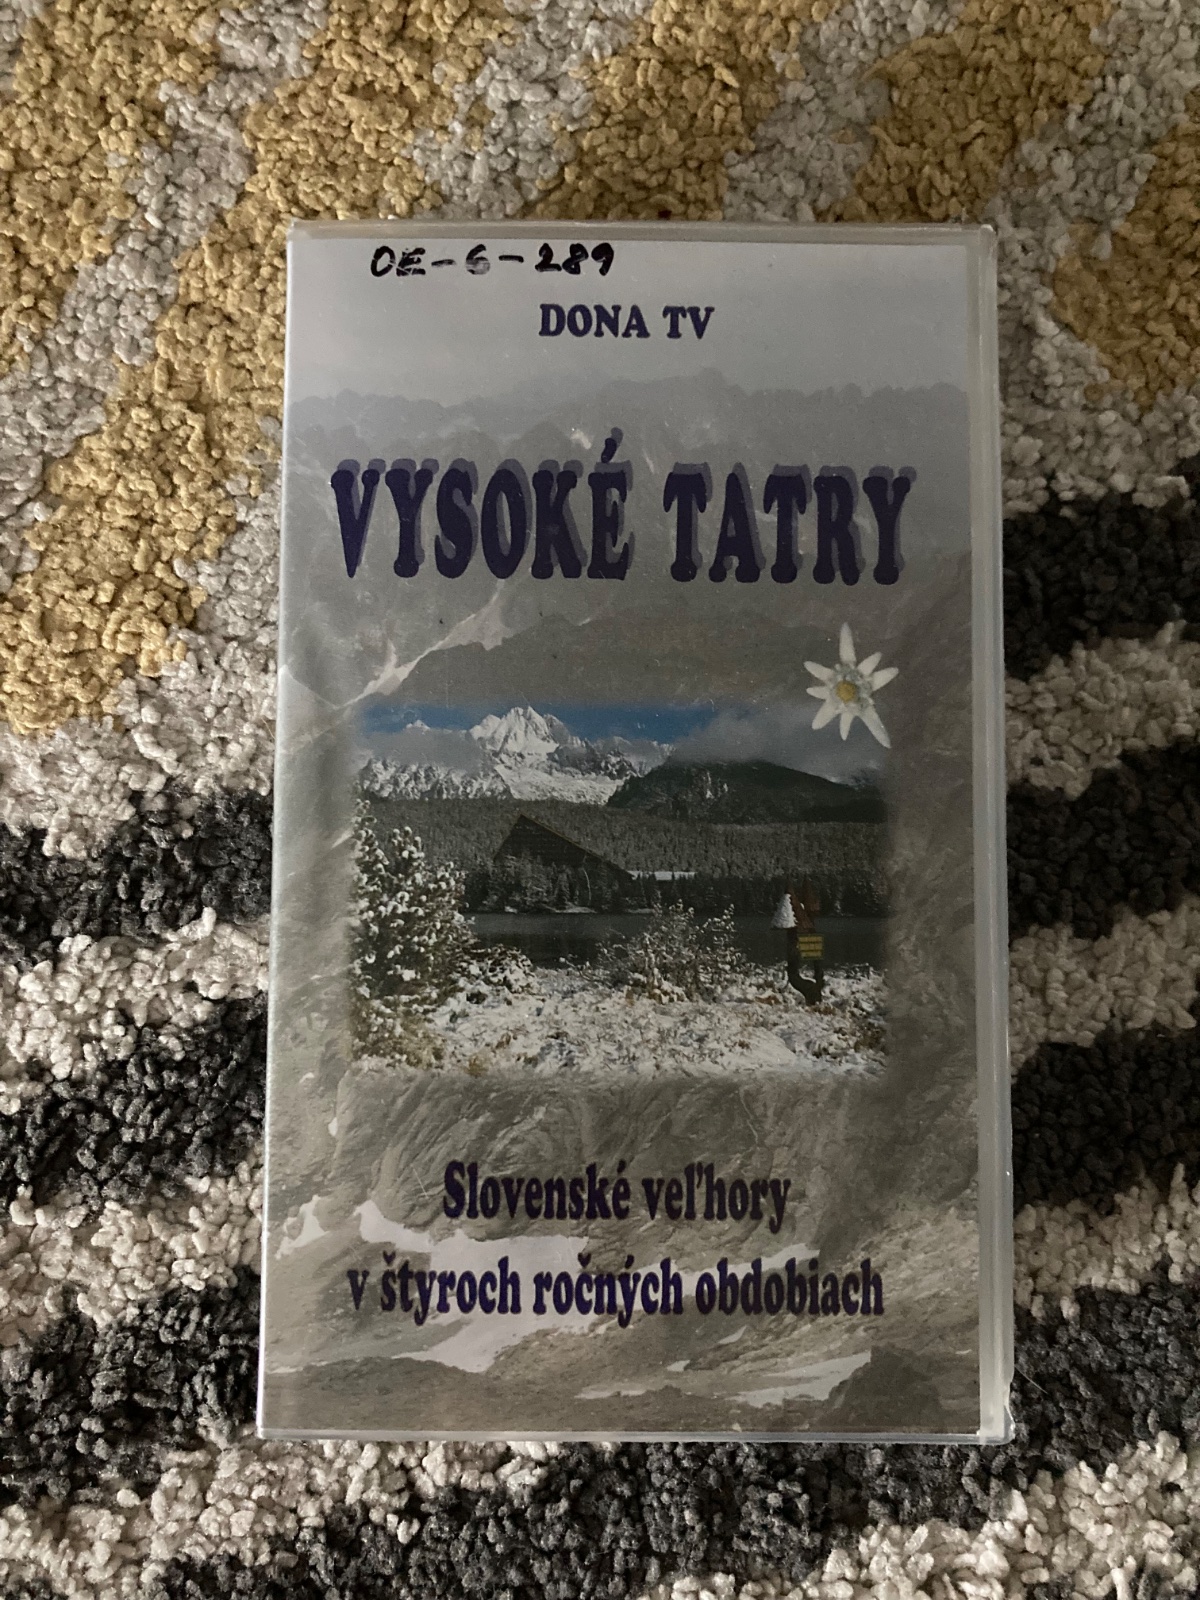 OE-6-289
DONA TV
VYSOKÉ TATRY
Slovenské veľhory
v štyroch ročných obdobiach